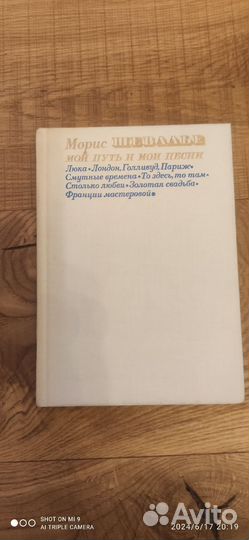 Морис ШЕВАЛЬЕ
МОЙ ПУТЬ И МОИ ПЕСНИ
Люка•Лондон, Голливуд, Париж•
Смутные времена•То здесь, то там•
Столько любви•Золотая свадьба•
Франции мастеровой•
SHOT ON MI 9
AI TRIPLE CAMERA
Avito
2024/6/17 20:19